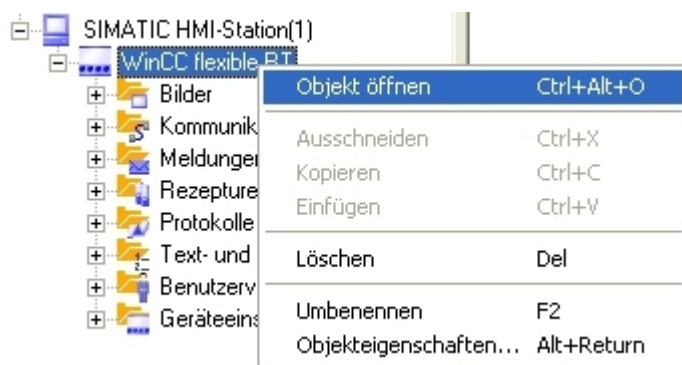 SIMATIC HMI-Station(1)
WinCC flexible RT
Bilder
Objekt öffnen Ctrl+Alt+O
Kommunik
Ausschneiden Ctrl+X
Meldungen
Kopieren Ctrl+C
Rezepture
Einfügen Ctrl+V
Protokolle
Text- und
Löschen Del
Benutzerv
Geräteeins
Umbenennen F2
Objekteigenschaften... Alt+Return